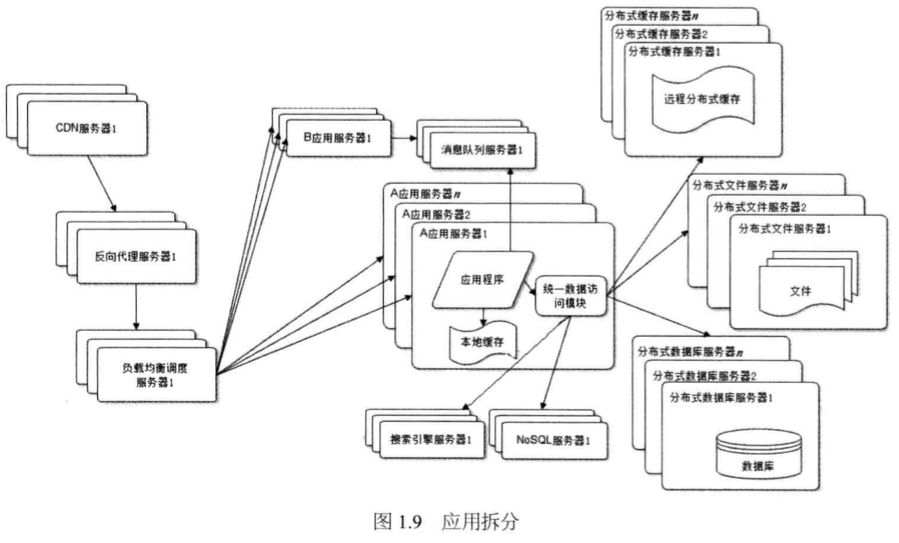 分布式缓存服务器n
分布式缓存服务器2
分布式缓存服务器1
远程分布式缓存
CDN服务器1
B应用服务器1
消息队列服务器1
A应用服务器n
A应用服务器2
A应用服务器1
应用程序
统一数据访
问模块
本地缓存
分布式文件服务器n
分布式文件服务器2
分布式文件服务器1
文件
反向代理服务器1
负载均衡调度
服务器1
分布式数据库服务器n
分布式数据库服务器2
分布式数据库服务器1
数据库
搜索引擎服务器1
NoSQL服务器1
图 1.9 应用拆分